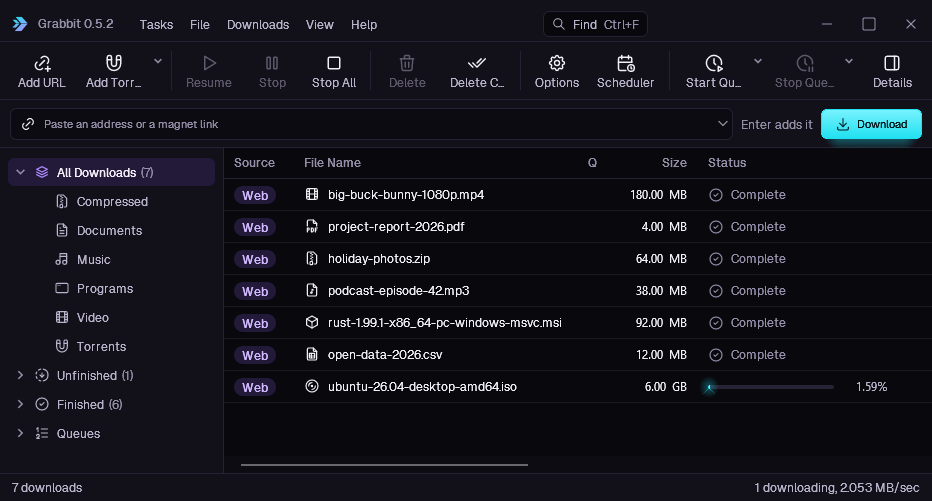 Grabbit 0.5.2 Tasks File Downloads View Help Find Ctrl+F
Add URL Add Torr... Resume Stop Stop All Delete Delete C... Options Scheduler Start Qu... Stop Que... Details
Paste an address or a magnet link Enter adds it Download
All Downloads (7)
Compressed
Documents
Music
Programs
Video
Torrents
Unfinished (1)
Finished (6)
Queues
Source File Name Q Size Status
Web big-buck-bunny-1080p.mp4 180.00 MB Complete
Web project-report-2026.pdf 4.00 MB Complete
Web holiday-photos.zip 64.00 MB Complete
Web podcast-episode-42.mp3 38.00 MB Complete
Web rust-1.99.1-x86_64-pc-windows-msvc.msi 92.00 MB Complete
Web open-data-2026.csv 12.00 MB Complete
Web ubuntu-26.04-desktop-amd64.iso 6.00 GB 1.59%
7 downloads 1 downloading, 2.053 MB/sec